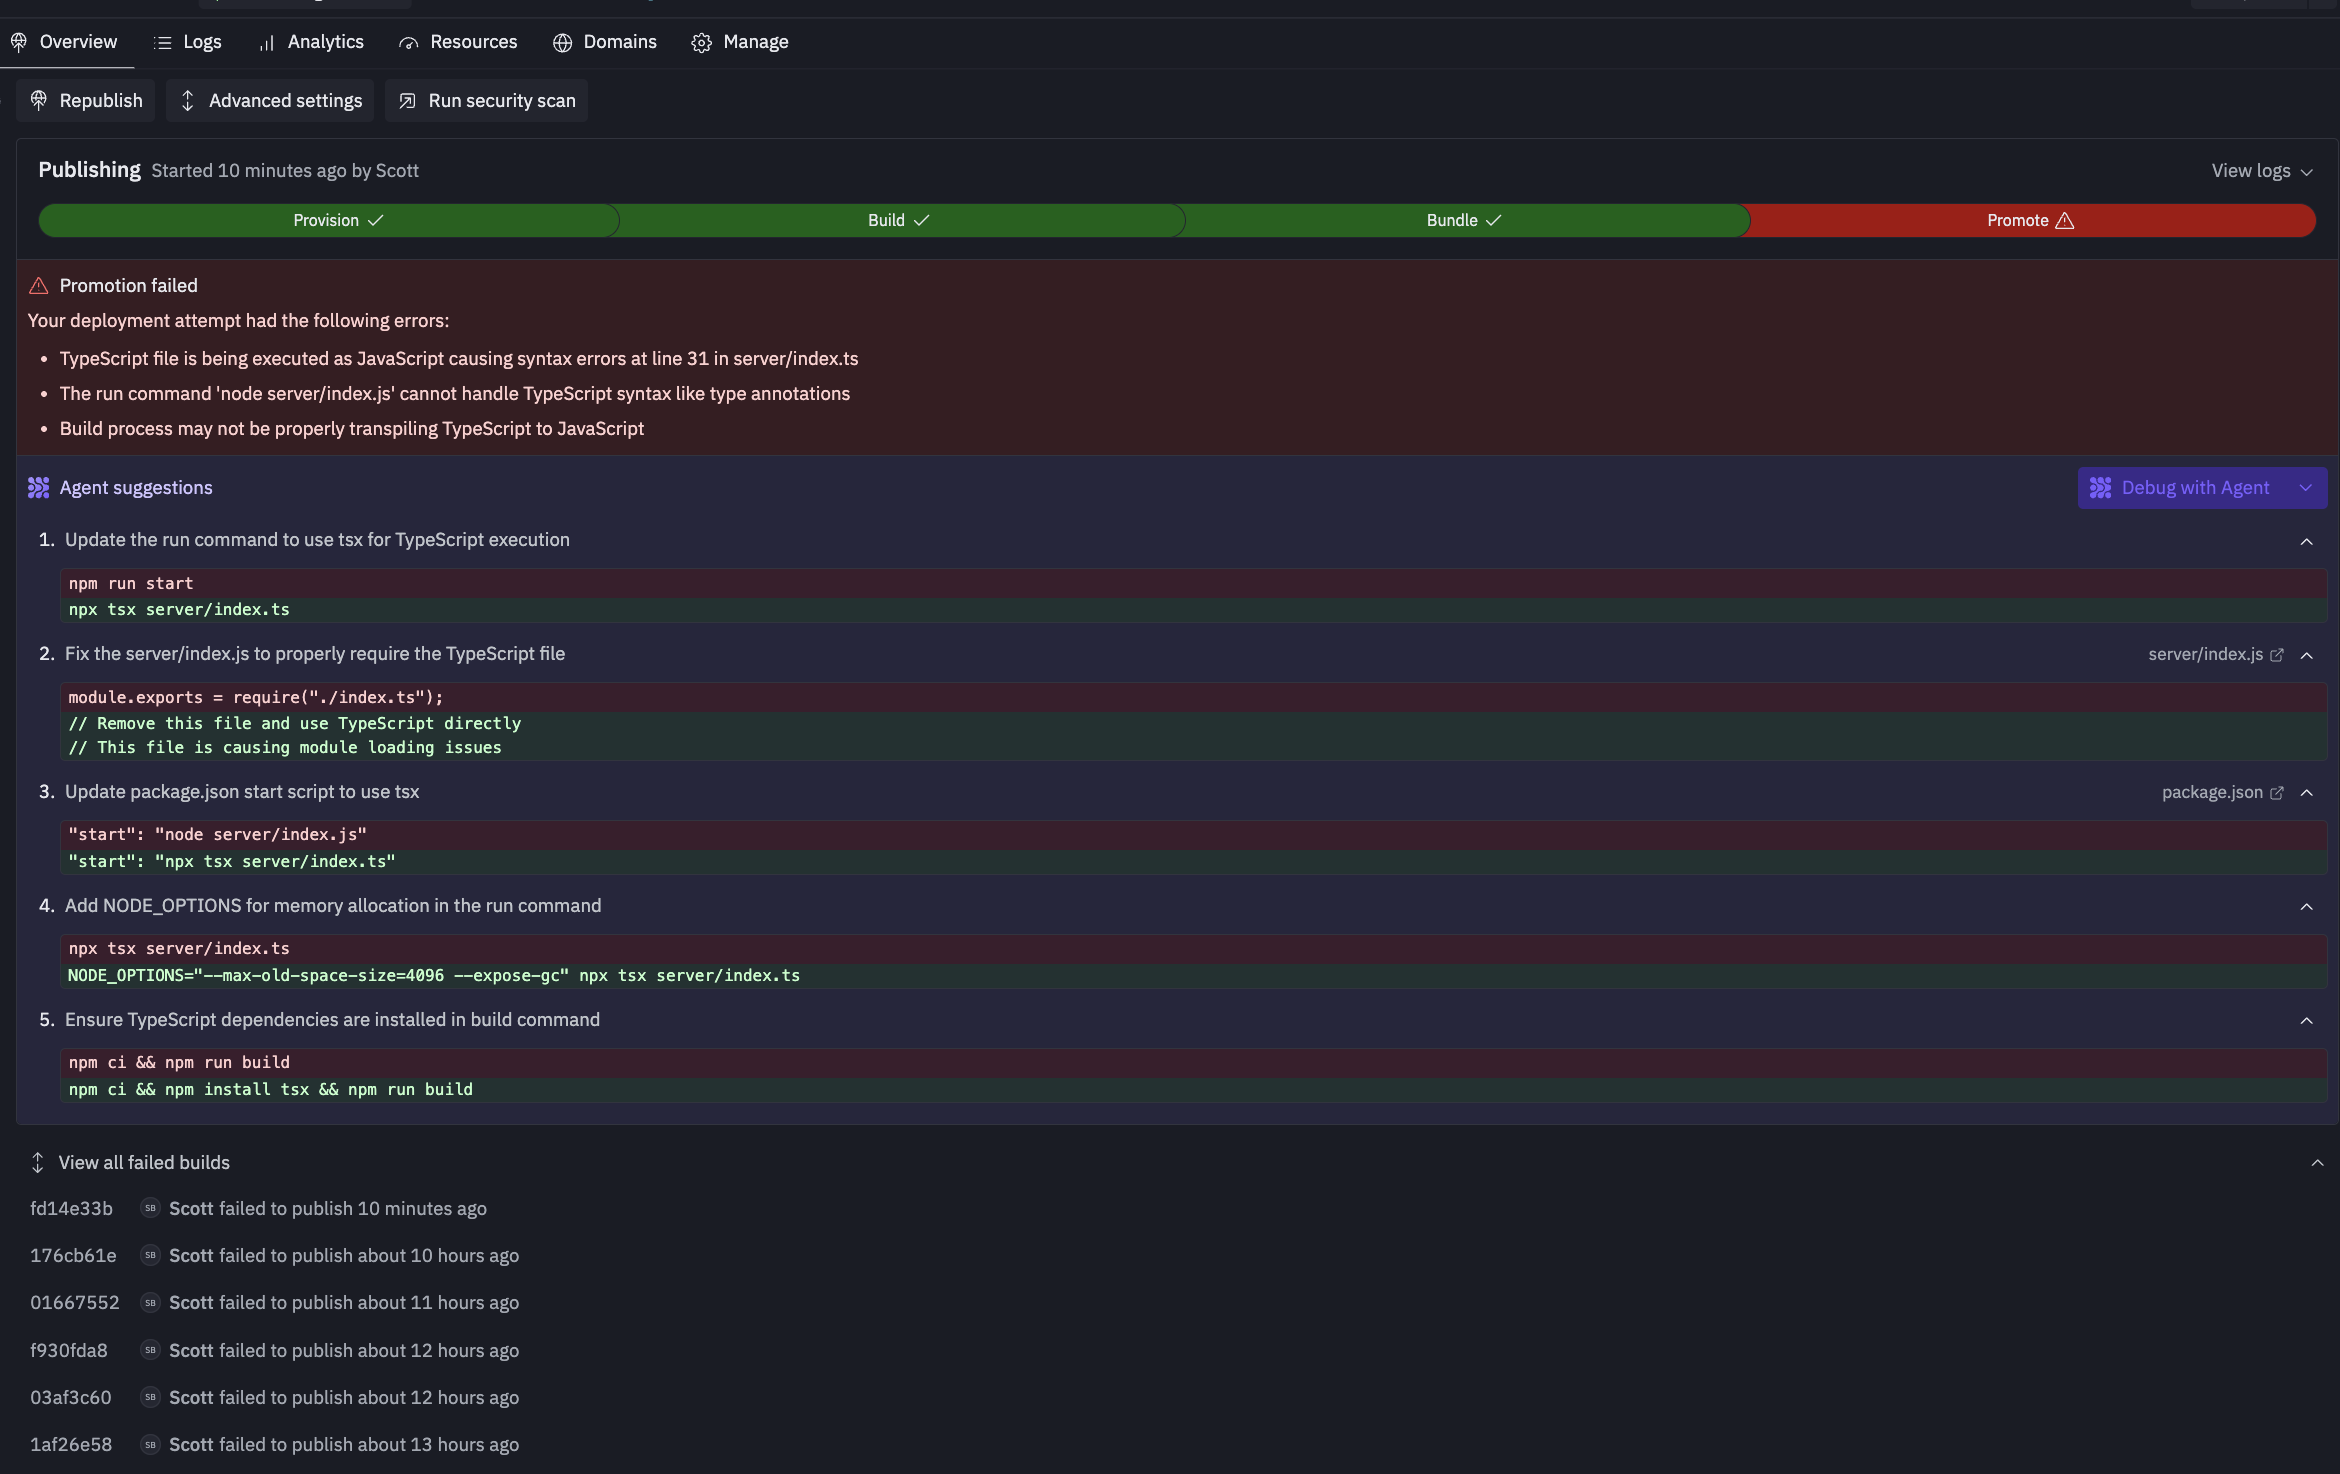 Overview Logs Analytics Resources Domains Manage
Republish Advanced settings Run security scan
Publishing Started 10 minutes ago by Scott View logs
Provision Build Bundle Promote
Promotion failed
Your deployment attempt had the following errors:
• TypeScript file is being executed as JavaScript causing syntax errors at line 31 in server/index.ts
• The run command 'node server/index.js' cannot handle TypeScript syntax like type annotations
• Build process may not be properly transpiling TypeScript to JavaScript
Agent suggestions Debug with Agent
1. Update the run command to use tsx for TypeScript execution
npm run start
npx tsx server/index.ts
2. Fix the server/index.js to properly require the TypeScript file server/index.js
module.exports = require("./index.ts");
// Remove this file and use TypeScript directly
// This file is causing module loading issues
3. Update package.json start script to use tsx package.json
"start": "node server/index.js"
"start": "npx tsx server/index.ts"
4. Add NODE_OPTIONS for memory allocation in the run command
npx tsx server/index.ts
NODE_OPTIONS="--max-old-space-size=4096 --expose-gc" npx tsx server/index.ts
5. Ensure TypeScript dependencies are installed in build command
npm ci && npm run build
npm ci && npm install tsx && npm run build
View all failed builds
fd14e33b SB Scott failed to publish 10 minutes ago
176cb61e SB Scott failed to publish about 10 hours ago
01667552 SB Scott failed to publish about 11 hours ago
f930fda8 SB Scott failed to publish about 12 hours ago
03af3c60 SB Scott failed to publish about 12 hours ago
1af26e58 SB Scott failed to publish about 13 hours ago